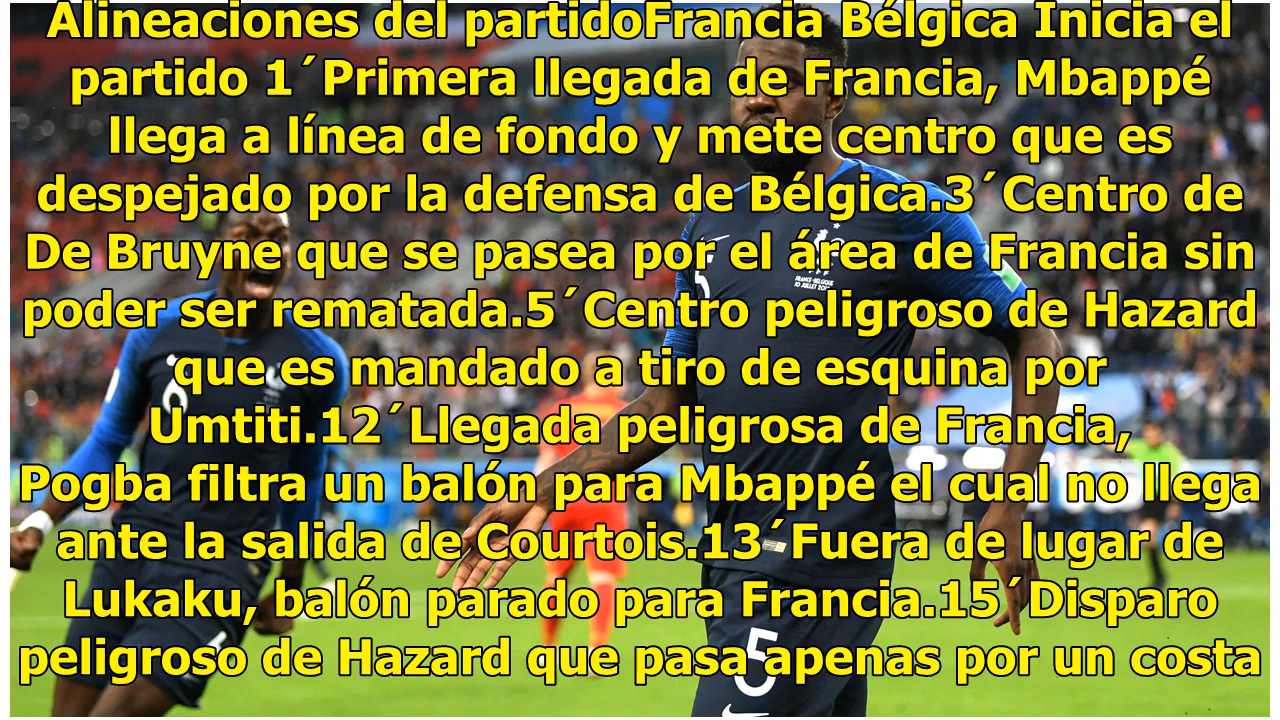 Alineaciones del partidoFrancia Bélgica Inicia el
partido 1´Primera llegada de Francia, Mbappé
llega a línea de fondo y mete centro que es
despejado por la defensa de Bélgica.3´Centro de
De Bruyne que se pasea por el área de Francia sin
poder ser rematada.5´Centro peligroso de Hazard
que es mandado a tiro de esquina por
Umtiti.12´Llegada peligrosa de Francia,
Pogba filtra un balón para Mbappé el cual no llega
ante la salida de Courtois.13´Fuera de lugar de
Lukaku, balón parado para Francia.15´Disparo
peligroso de Hazard que pasa apenas por un costa
FRANCE-BELGIQUE
5
6
5